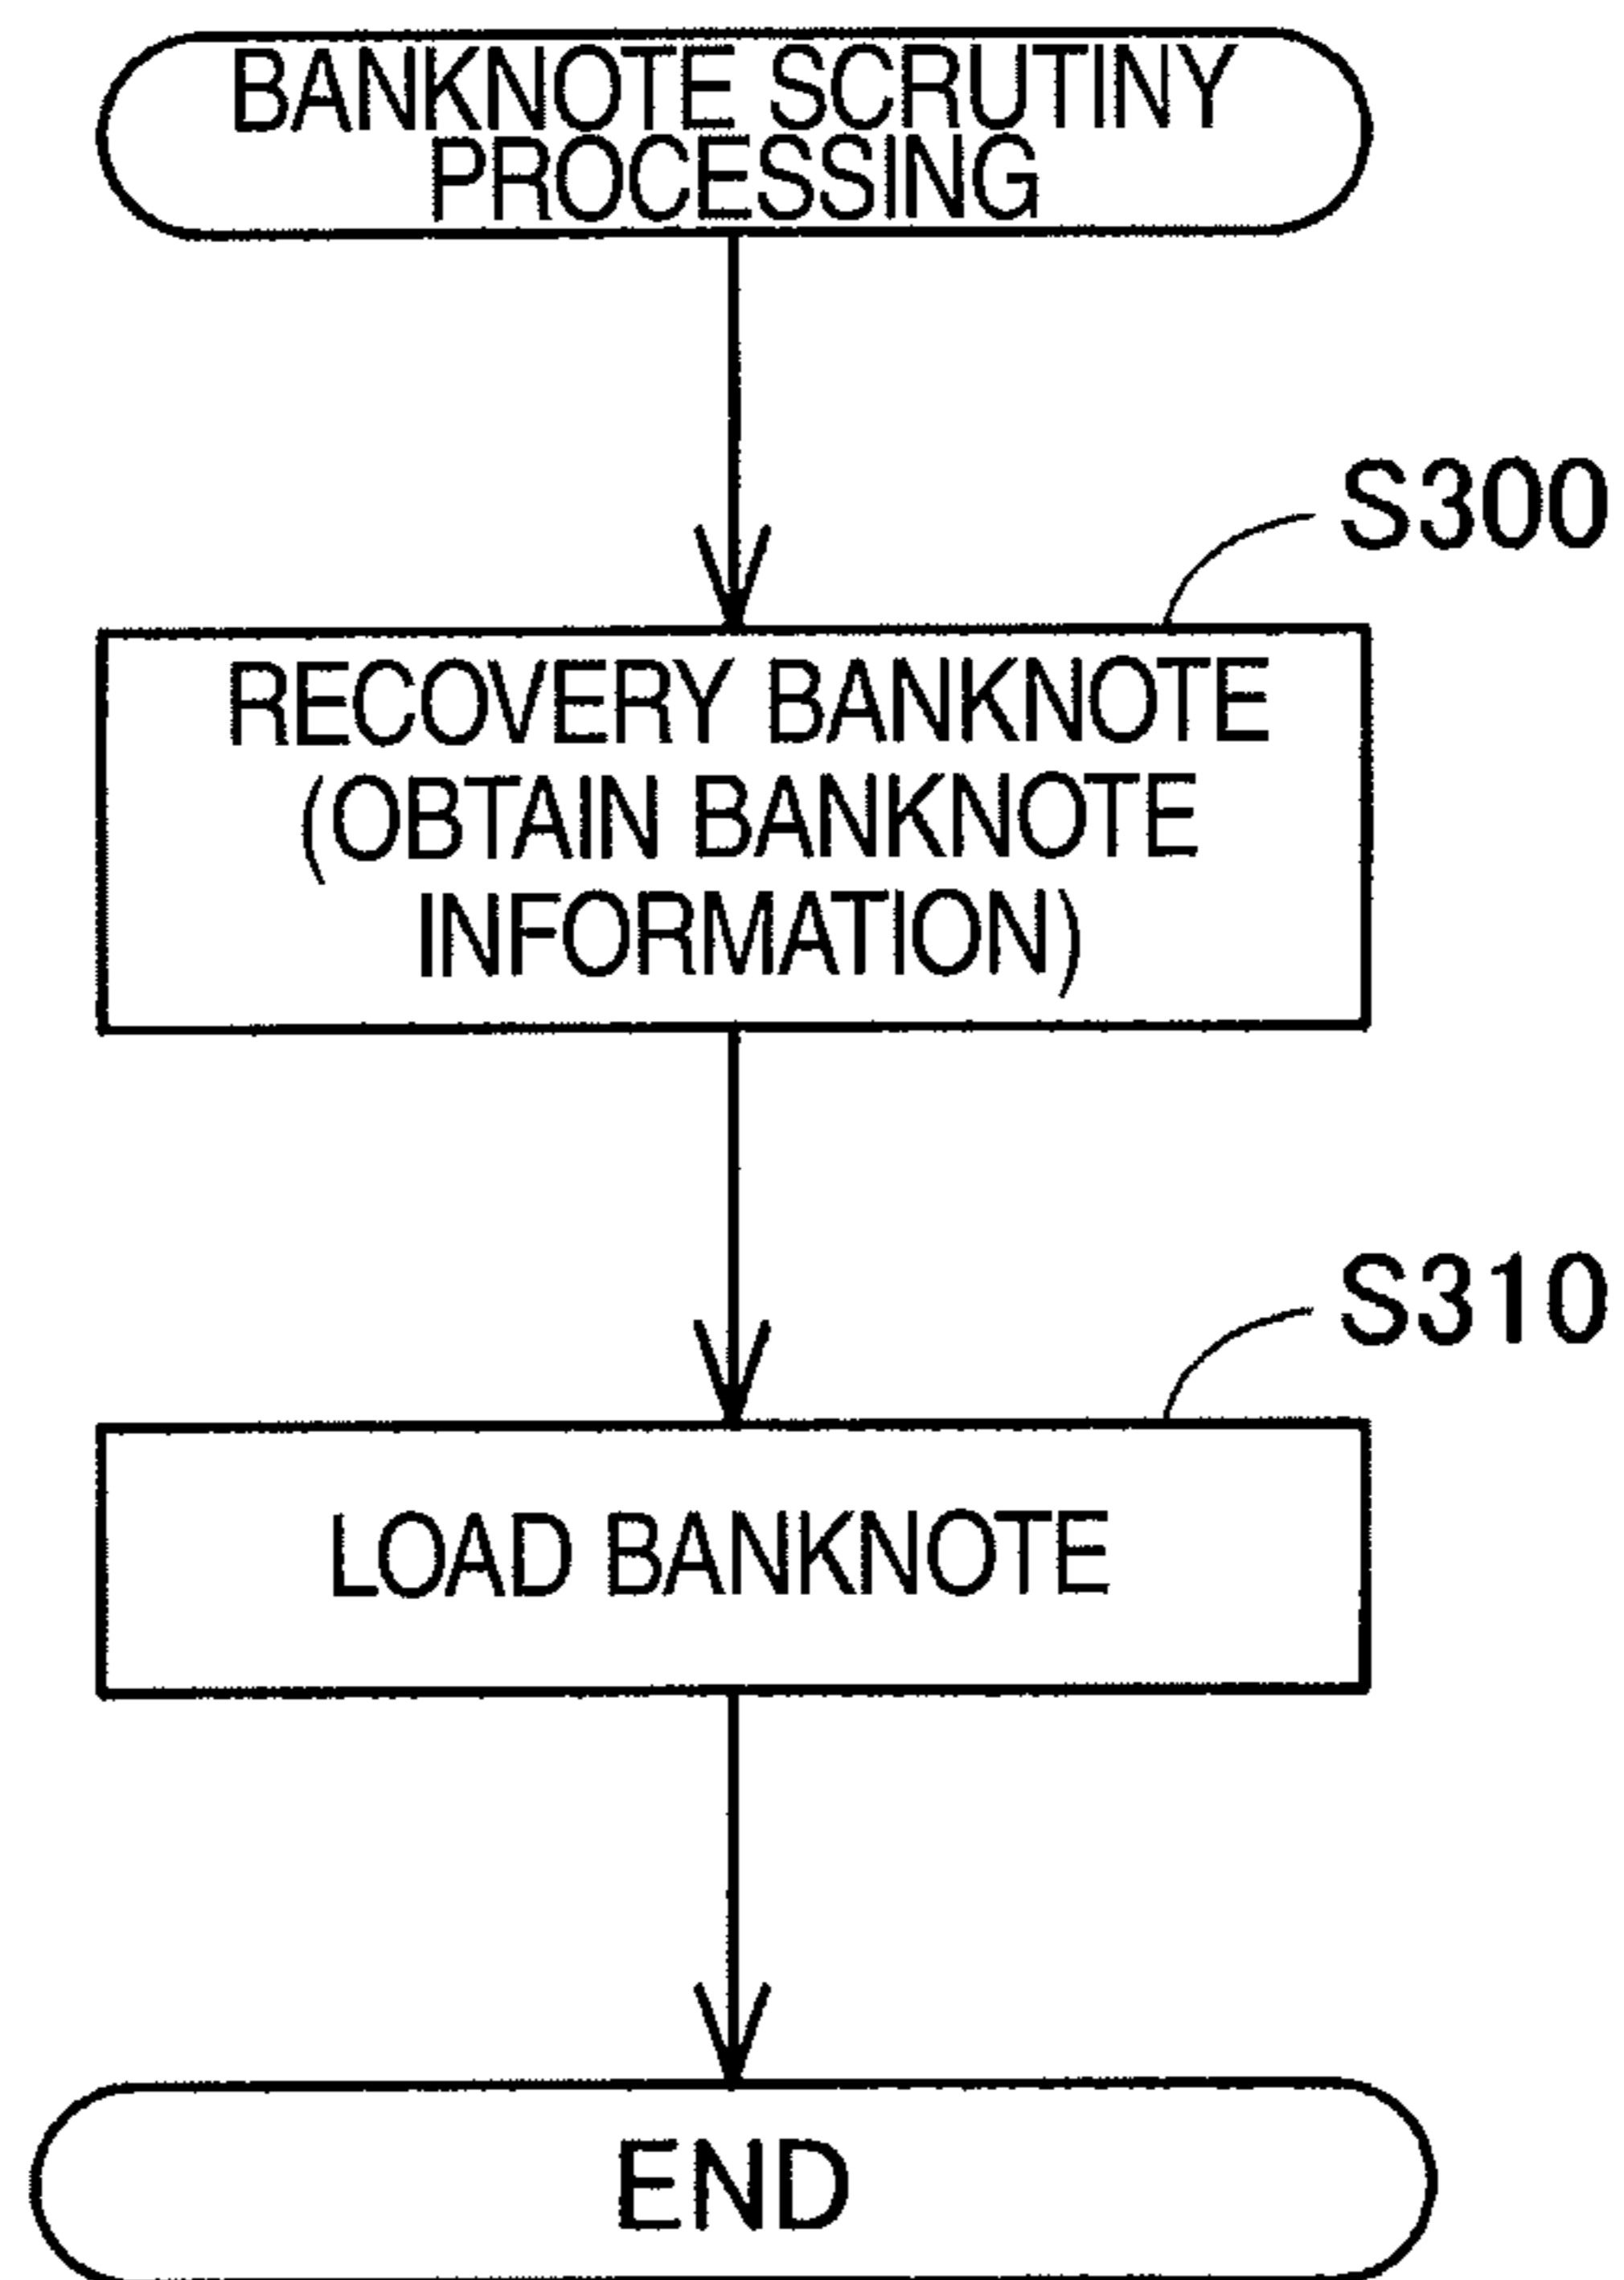 BANKNOTE SCRUTINY
PROCESSING
S300
RECOVERY BANKNOTE
(OBTAIN BANKNOTE
INFORMATION)
S310
LOAD BANKNOTE
END